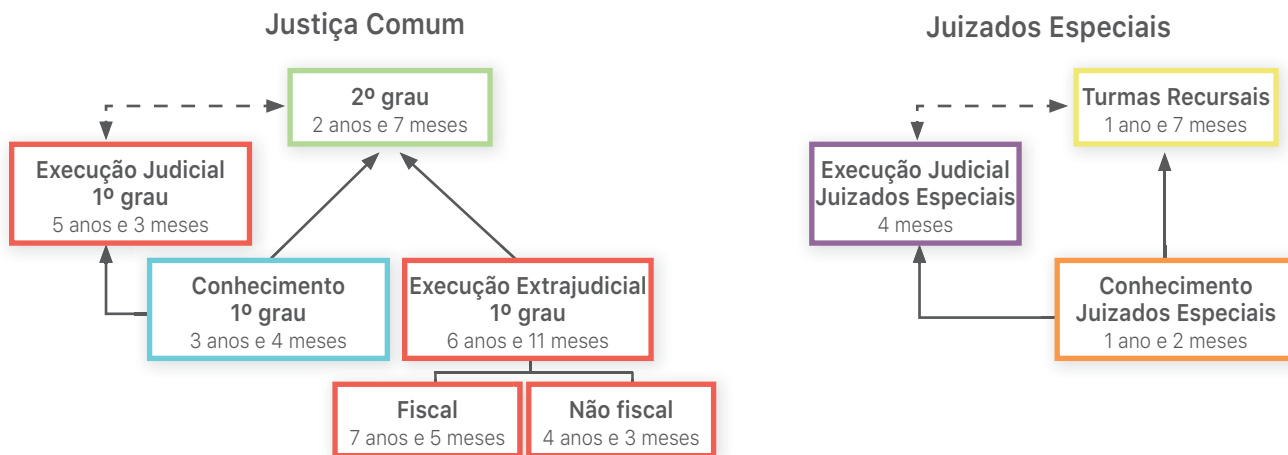 Justiça Comum
2º grau
2 anos e 7 meses
Execução Judicial
1º grau
5 anos e 3 meses
Conhecimento
1º grau
3 anos e 4 meses
Execução Extrajudicial
1º grau
6 anos e 11 meses
Fiscal
7 anos e 5 meses
Não fiscal
4 anos e 3 meses
Juizados Especiais
Turmas Recursais
1 ano e 7 meses
Execução Judicial
Juizados Especiais
4 meses
Conhecimento
Juizados Especiais
1 ano e 2 meses